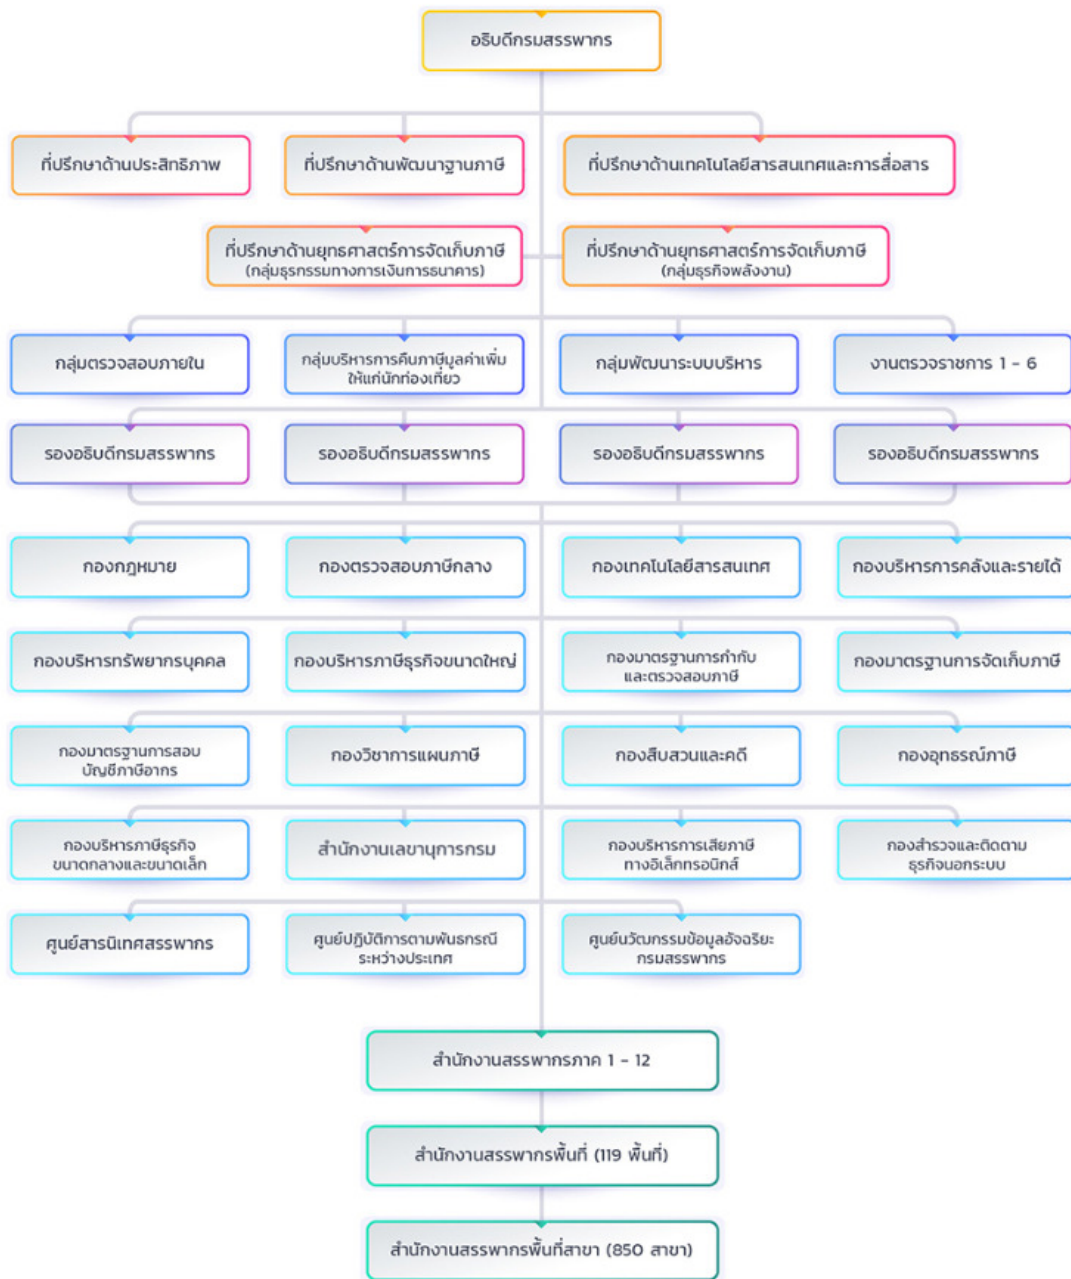 อธิบดีกรมสรรพากร
ที่ปรึกษาด้านประสิทธิภาพ
ที่ปรึกษาด้านพัฒนาฐานภาษี
ที่ปรึกษาด้านเทคโนโลยีสารสนเทศและการสื่อสาร
ที่ปรึกษาด้านยุทธศาสตร์การจัดเก็บภาษี
(กลุ่มธุรกรรมทางการเงินการธนาคาร)
ที่ปรึกษาด้านยุทธศาสตร์การจัดเก็บภาษี
(กลุ่มธุรกิจพลังงาน)
กลุ่มตรวจสอบภายใน
กลุ่มบริหารการคืนภาษีมูลค่าเพิ่ม
ให้แก่นักท่องเที่ยว
กลุ่มพัฒนาระบบบริหาร
งานตรวจราชการ 1 - 6
รองอธิบดีกรมสรรพากร
รองอธิบดีกรมสรรพากร
รองอธิบดีกรมสรรพากร
รองอธิบดีกรมสรรพากร
กองกฎหมาย
กองตรวจสอบภาษีกลาง
กองเทคโนโลยีสารสนเทศ
กองบริหารการคลังและรายได้
กองบริหารทรัพยากรบุคคล
กองบริหารภาษีธุรกิจขนาดใหญ่
กองมาตรฐานการกำกับ
และตรวจสอบภาษี
กองมาตรฐานการจัดเก็บภาษี
กองมาตรฐานการสอบ
บัญชีภาษีอากร
กองวิชาการแผนภาษี
กองสืบสวนและคดี
กองอุทธรณ์ภาษี
กองบริหารภาษีธุรกิจ
ขนาดกลางและขนาดเล็ก
สำนักงานเลขานุการกรม
กองบริหารการเสียภาษี
ทางอิเล็กทรอนิกส์
กองสำรวจและติดตาม
ธุรกิจนอกระบบ
ศูนย์สารนิเทศสรรพากร
ศูนย์ปฏิบัติการตามพันธกรณี
ระหว่างประเทศ
ศูนย์นวัตกรรมข้อมูลอัจฉริยะ
กรมสรรพากร
สำนักงานสรรพากรภาค 1 - 12
สำนักงานสรรพากรพื้นที่ (119 พื้นที่)
สำนักงานสรรพากรพื้นที่สาขา (850 สาขา)